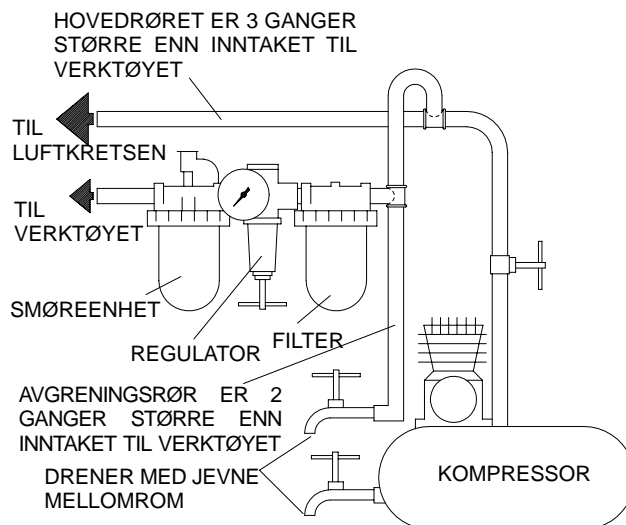 HOVEDRØRET ER 3 GANGER
STØRRE ENN INNTAKET TIL
VERKTØYET
TIL
LUFTKRETSEN
TIL
VERKTØYET
SMØREENHET
REGULATOR
FILTER
AVGRENINGSRØR ER 2
GANGER STØRRE ENN
INNTAKET TIL VERKTØYET
DRENER MED JEVNE
MELLOMROM
KOMPRESSOR